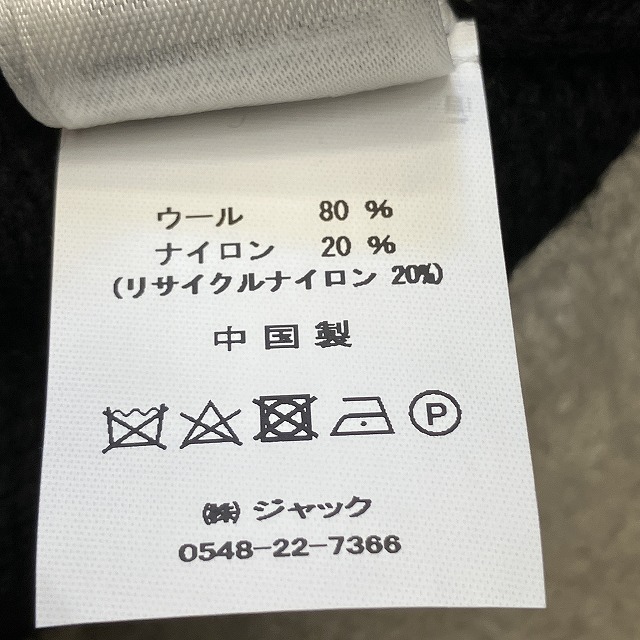 ウール 80 %
ナイロン 20 %
(リサイクルナイロン 20%)
中国製
P
㈱ ジャック
0548-22-7366